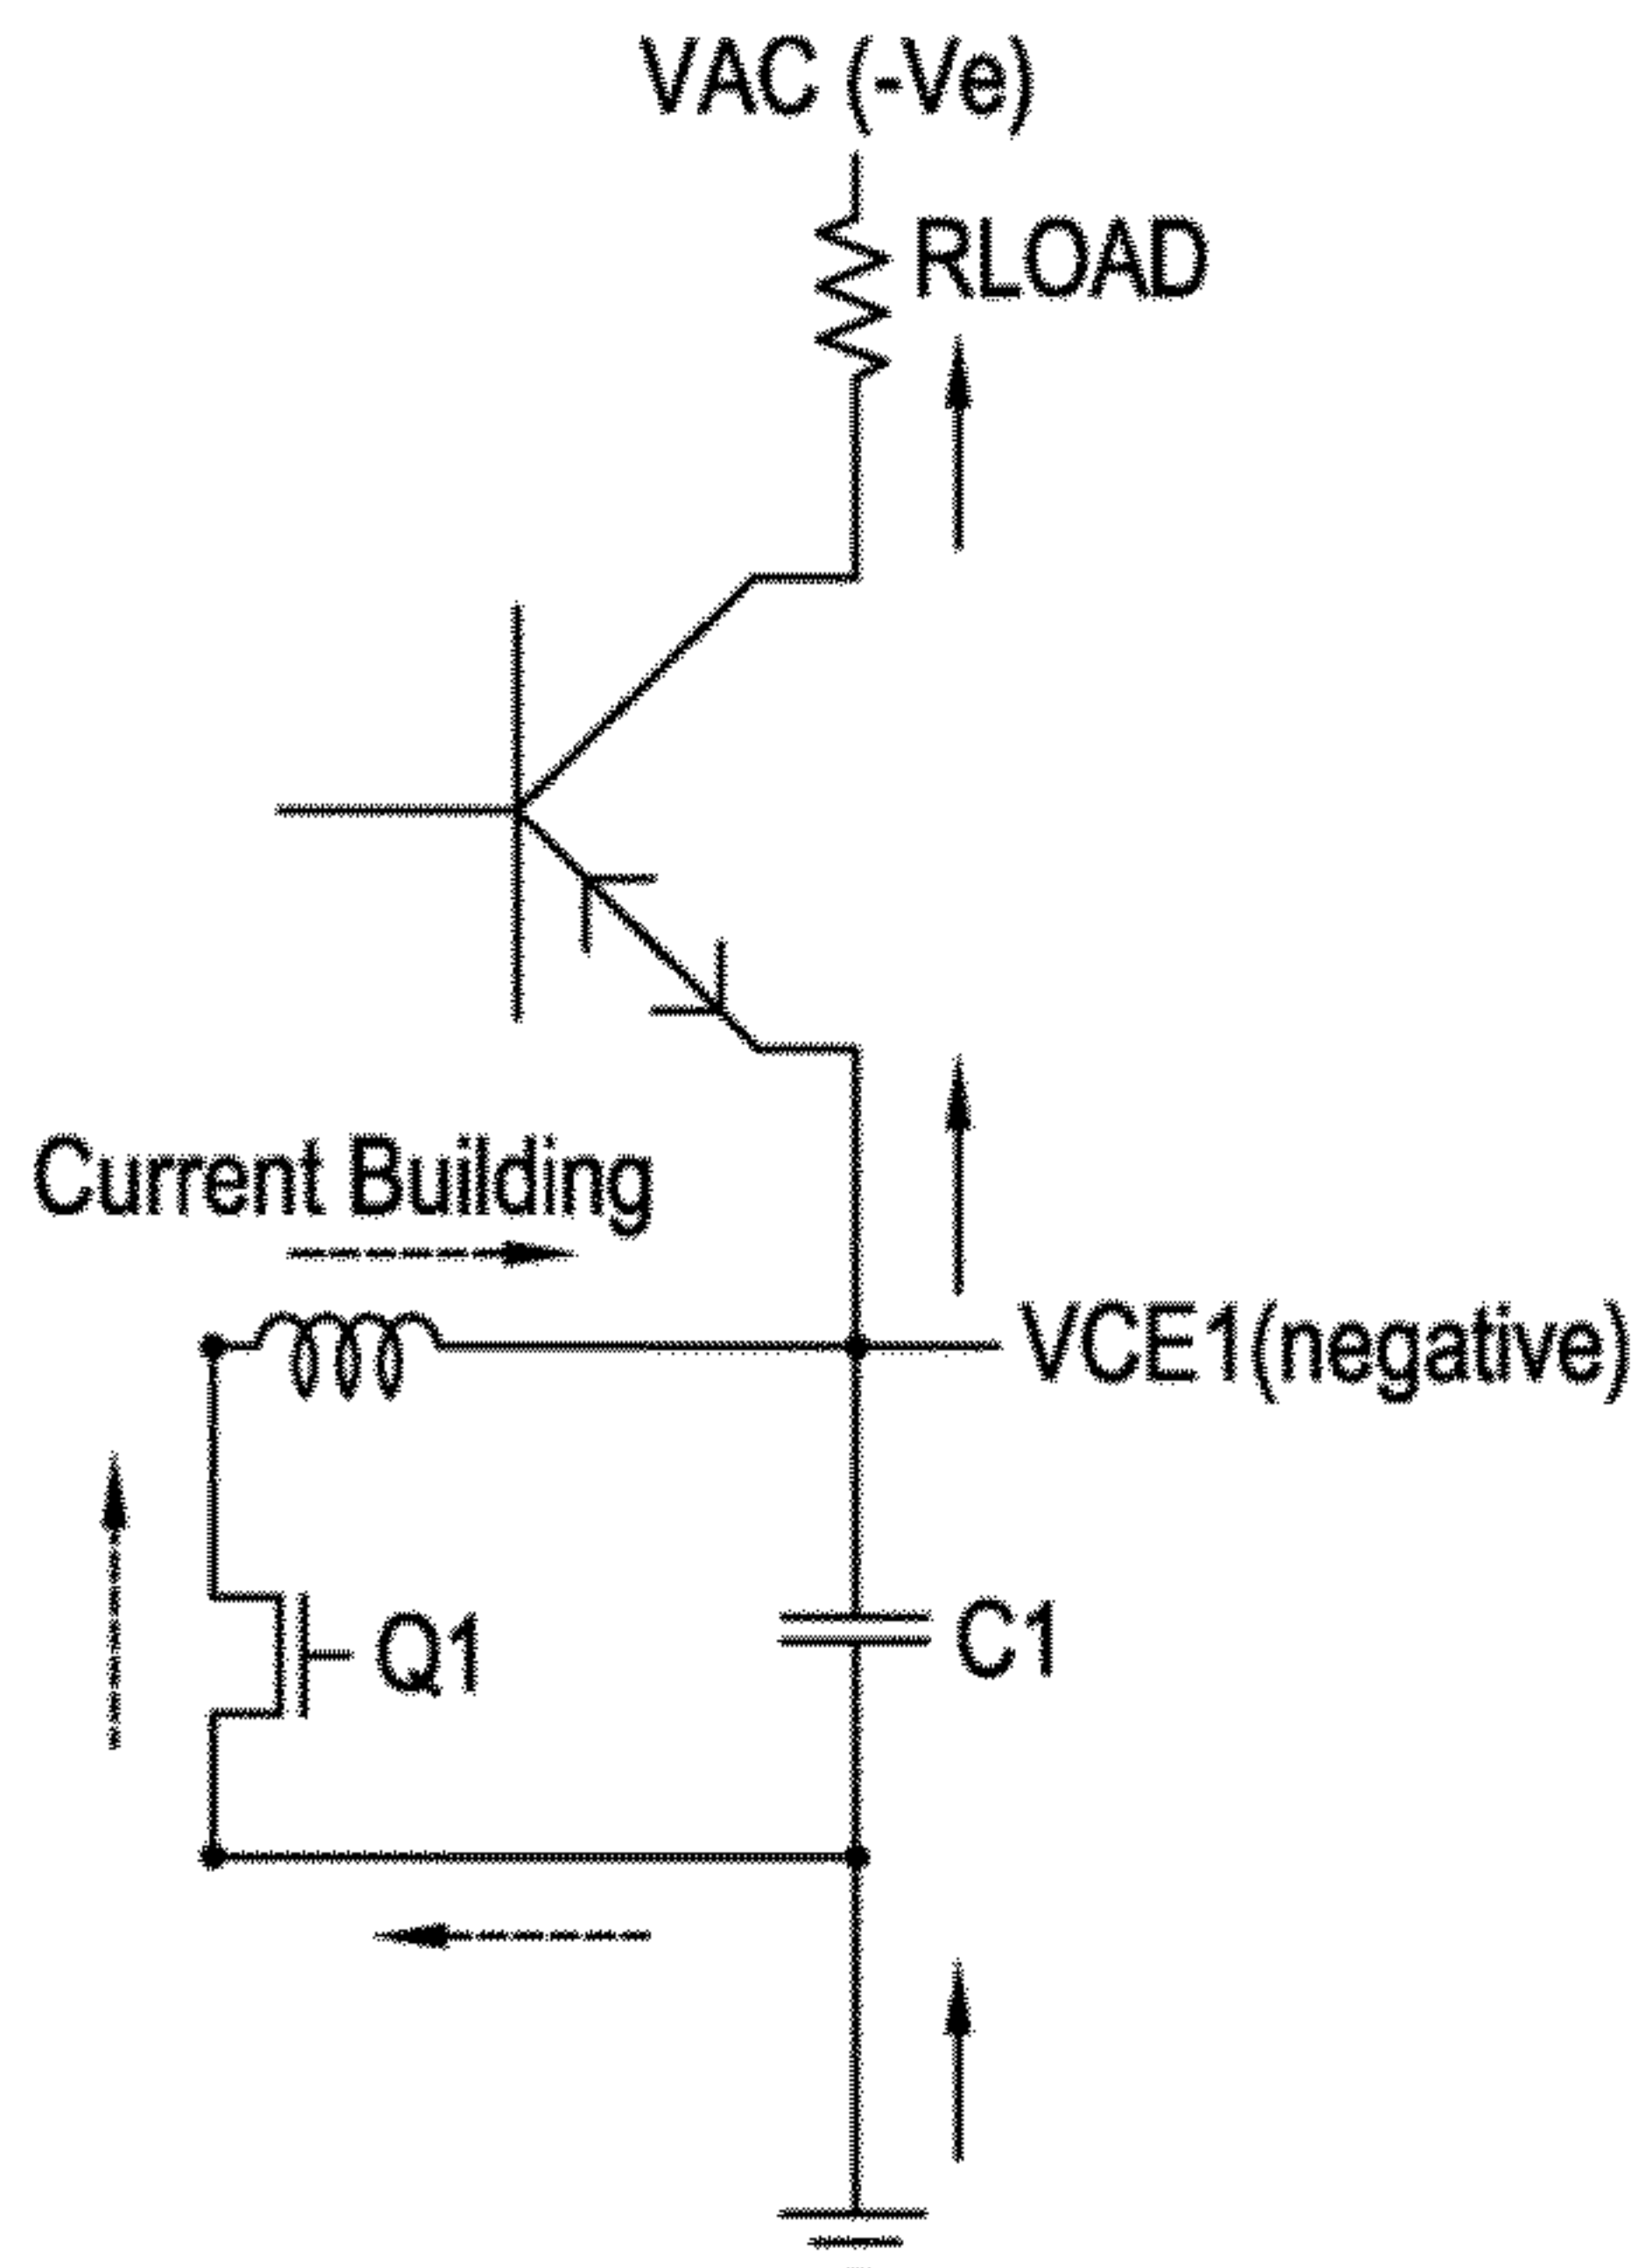 VAC (-Ve)
RLOAD
Current Building
VCE1(negative)
Q1
C1